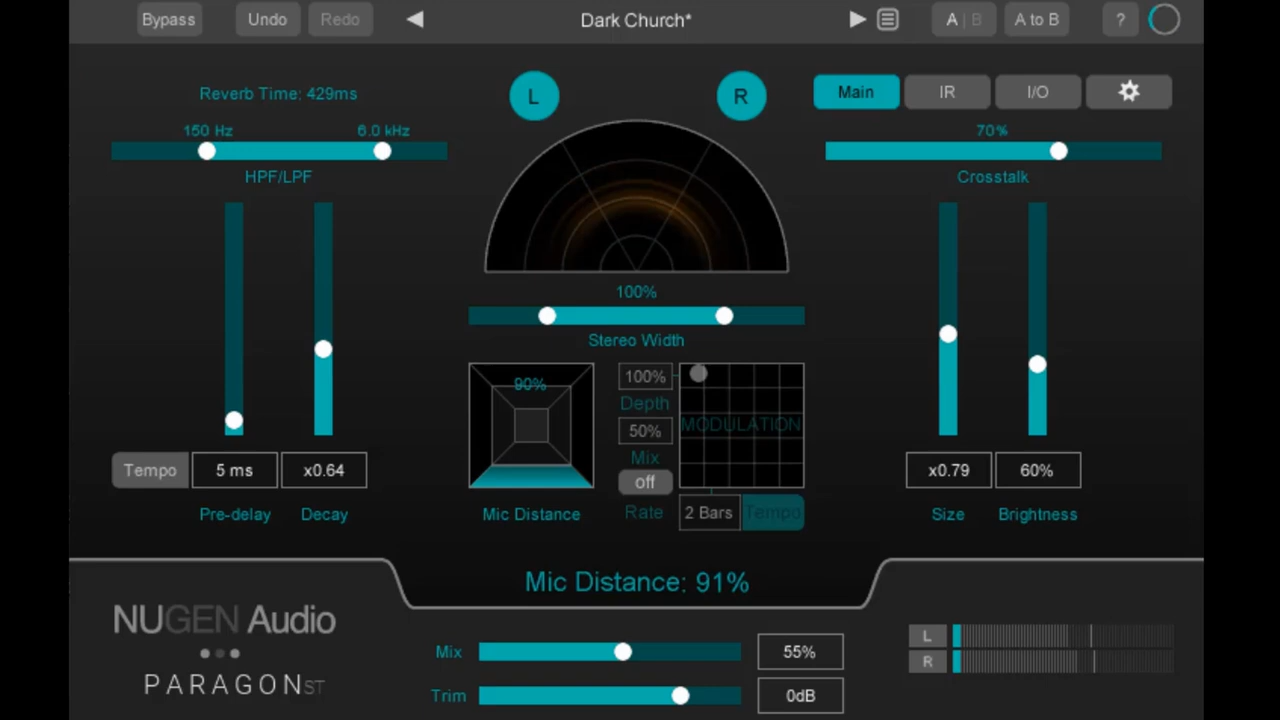 Bypass Undo Redo Dark Church* A | B A to B ?
Reverb Time: 429ms L R Main IR I/O
150 Hz 6.0 kHz 70%
HPF/LPF Crosstalk
100%
Stereo Width
90% 100%
Depth MODULATION
50%
Mix
Tempo 5 ms x0.64 off x0.79 60%
Pre-delay Decay Mic Distance Rate 2 Bars Tempo Size Brightness
Mic Distance: 91%
NUGEN Audio
PARAGONST
Mix 55%
Trim 0dB
L
R